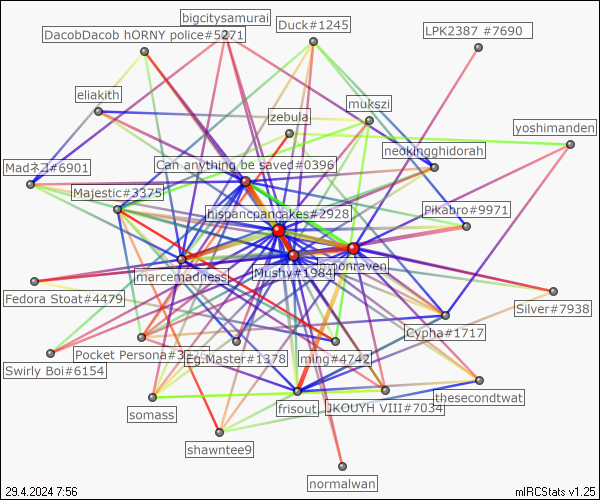 bigcitysamurai
Duck#1245
LPK2387 #7690
DacobDacob hORNY police#5271
eliakith
mukszi
zebula
yoshimanden
neokingghidorah
Can anything be saved#0396
Madネコ#6901
Majestic#3375
hispancpancakes#2928
Pikabro#9971
moonraven
marcemadness
Mushy#1984
Fedora Stoat#4479
Silver#7938
Cypha#1717
Pocket Persona#3
Eg.Master#1378
ming#4742
Swirly Boi#6154
thesecondtwat
somass
frisout
JKOUYH VIII#7034
shawntee9
normalwan
29.4.2024 7:56
mIRCStats v1.25